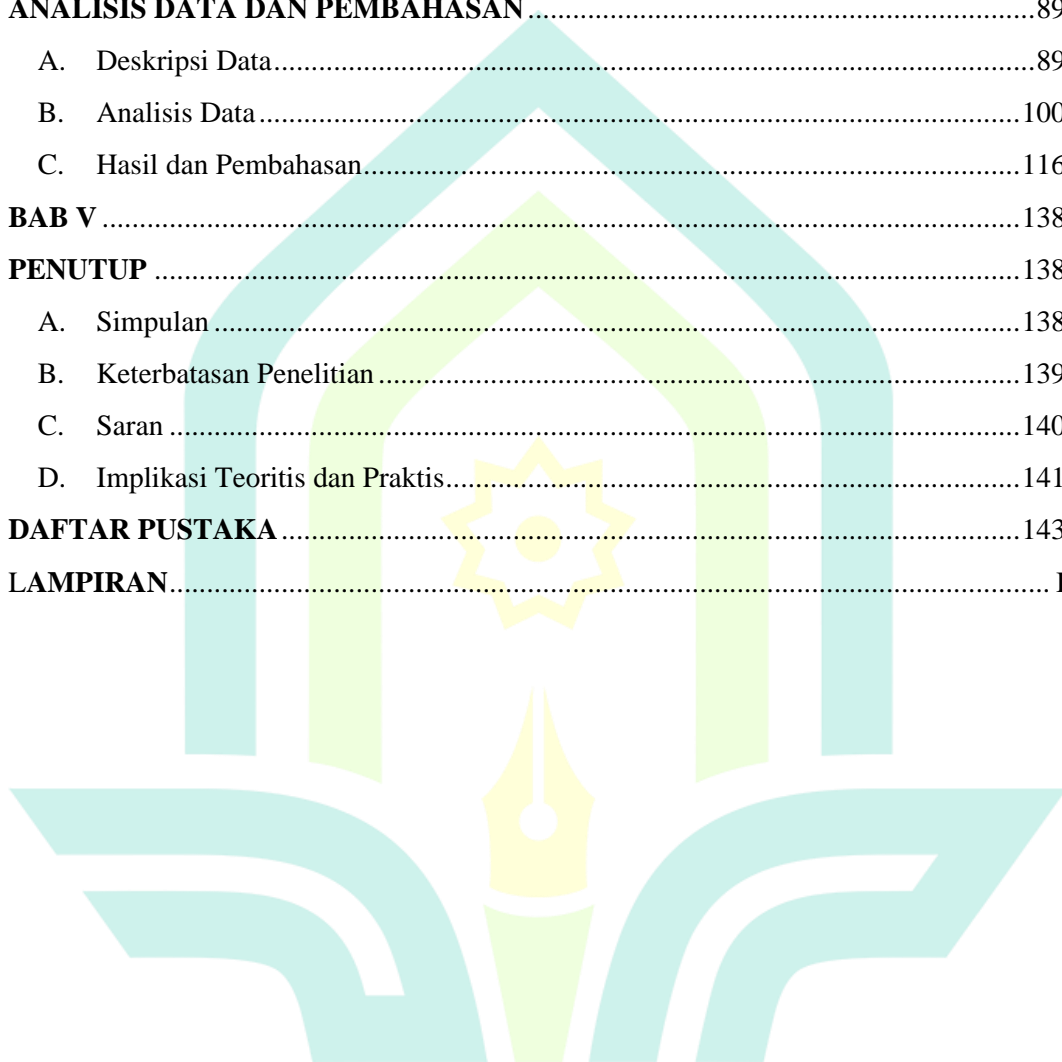 ANALISIS DATA DAN PEMBAHASAN....................89
A. Deskripsi Data....................89
B. Analisis Data....................100
C. Hasil dan Pembahasan....................116
BAB V....................138
PENUTUP....................138
A. Simpulan....................138
B. Keterbatasan Penelitian....................139
C. Saran....................140
D. Implikasi Teoritis dan Praktis....................141
DAFTAR PUSTAKA....................143
LAMPIRAN.................... I